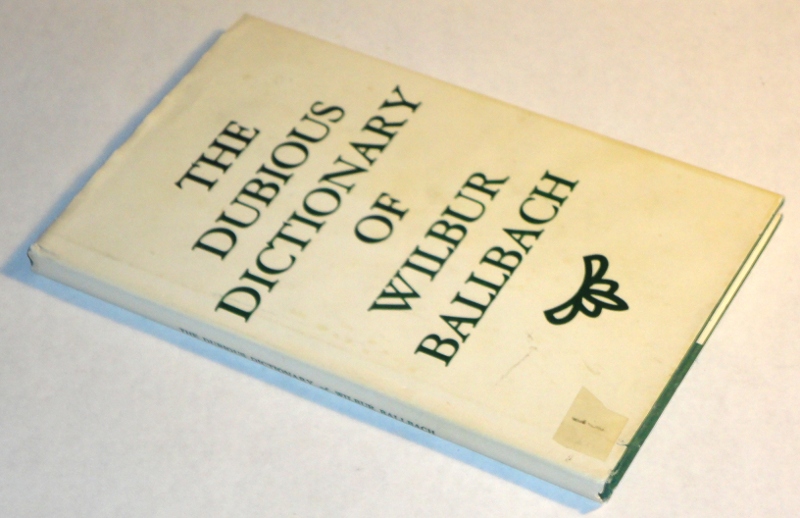 THE
DUBIOUS
DICTIONARY
OF
WILBUR
BALLBACH
THE DUBIOUS DICTIONARY of WILBUR BALLBACH